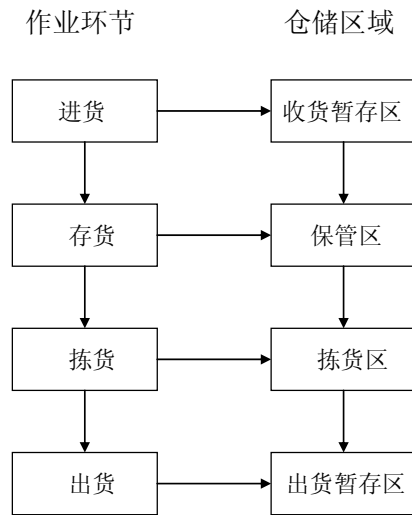 作业环节 仓储区域
进货 收货暂存区
存货 保管区
拣货 拣货区
出货 出货暂存区